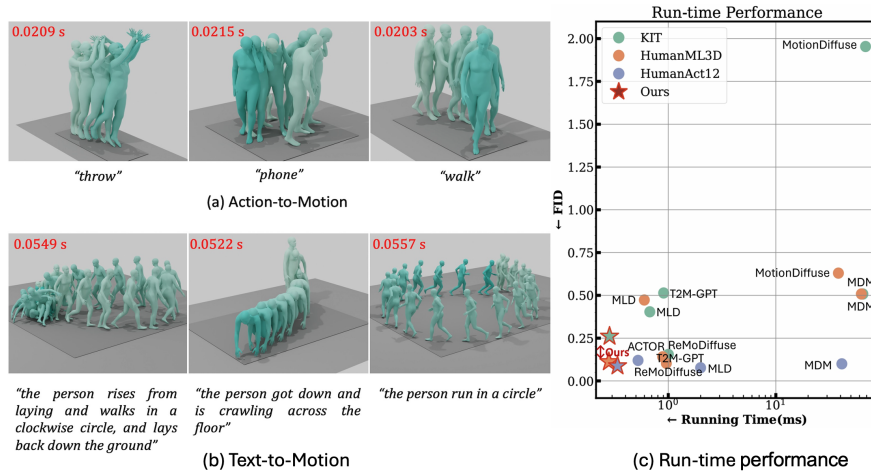 0.0209 s
0.0215 s
0.0203 s
"throw"
"phone"
"walk"
(a) Action-to-Motion
0.0549 s
0.0522 s
0.0557 s
"the person rises from
laying and walks in a
clockwise circle, and lays
back down the ground"
"the person got down and
is crawling across the
floor"
"the person run in a circle"
(b) Text-to-Motion
Run-time Performance
KIT
HumanML3D
HumanAct12
Ours
MotionDiffuse
MotionDiffuse
MDM
MDM
MLD
T2M-GPT
MLD
Ours
ACTOR
ReMoDiffuse
T2M-GPT
ReMoDiffuse
MLD
MDM
2.00
1.75
1.50
1.25
1.00
0.75
0.50
0.25
0.00
← FID
10⁰
10¹
← Running Time(ms)
(c) Run-time performance